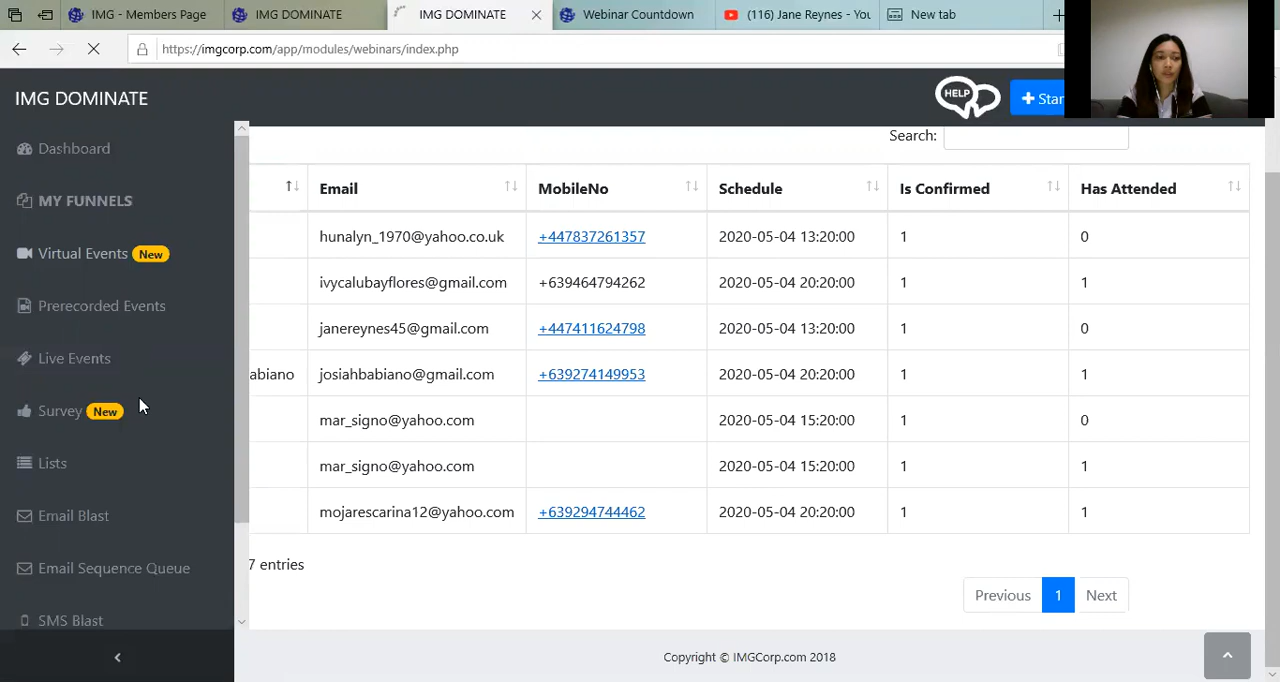 IMG - Members Page
IMG DOMINATE
IMG DOMINATE
Webinar Countdown
(116) Jane Reynes - You
New tab
https://imgcorp.com/app/modules/webinars/index.php
IMG DOMINATE
HELP
+ Star
Dashboard
MY FUNNELS
Virtual Events New
Prerecorded Events
Live Events
Survey New
Lists
Email Blast
Email Sequence Queue
SMS Blast
Search:
Email MobileNo Schedule Is Confirmed Has Attended
hunalyn_1970@yahoo.co.uk +447837261357 2020-05-04 13:20:00 1 0
ivycalubayflores@gmail.com +639464794262 2020-05-04 20:20:00 1 1
janereynes45@gmail.com +447411624798 2020-05-04 13:20:00 1 0
abiano josiahbabiano@gmail.com +639274149953 2020-05-04 20:20:00 1 1
mar_signo@yahoo.com 2020-05-04 15:20:00 1 0
mar_signo@yahoo.com 2020-05-04 15:20:00 1 1
mojarescarina12@yahoo.com +639294744462 2020-05-04 20:20:00 1 1
7 entries
Previous 1 Next
Copyright © IMGCorp.com 2018